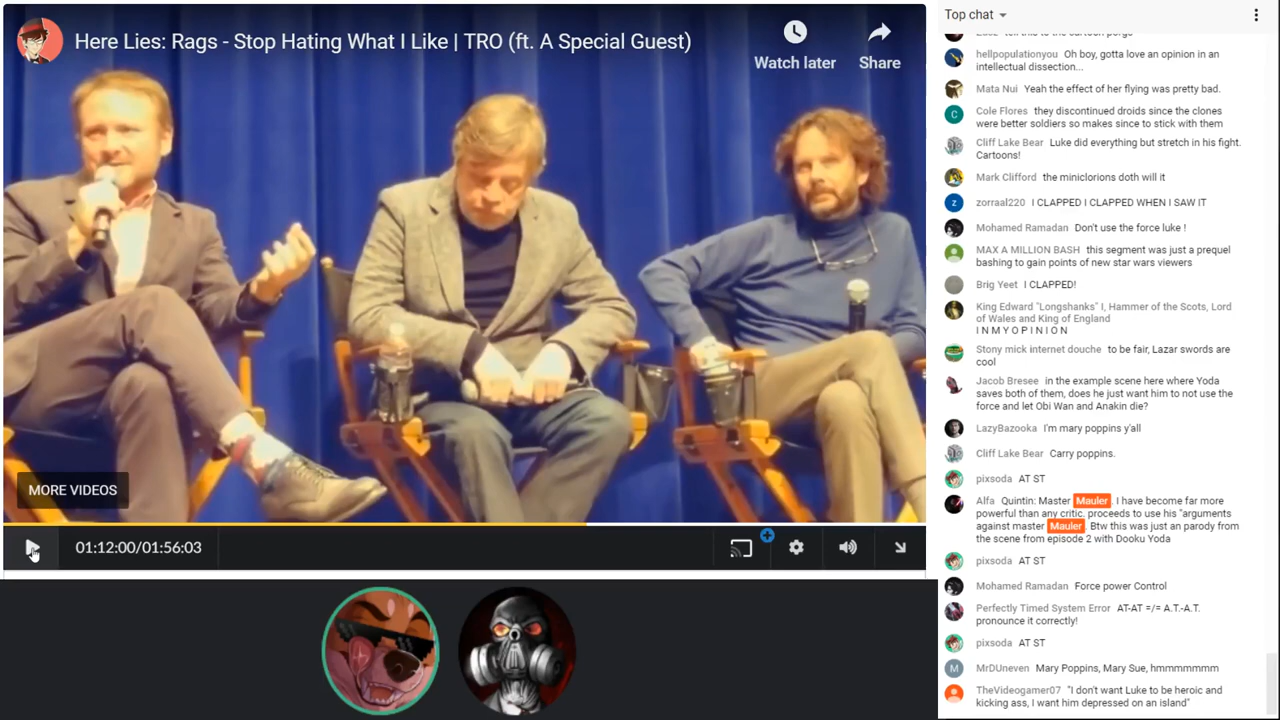 Here Lies: Rags - Stop Hating What I Like | TRO (ft. A Special Guest)
Watch later
Share
MORE VIDEOS
01:12:00/01:56:03
Top chat
hellpopulationyou Oh boy, gotta love an opinion in an
intellectual dissection...
Mata Nui Yeah the effect of her flying was pretty bad.
C
Cole Flores they discontinued droids since the clones
were better soldiers so makes since to stick with them
Cliff Lake Bear Luke did everything but stretch in his fight.
Cartoons!
Mark Clifford the miniclorions doth will it
z
zorraal220 I CLAPPED I CLAPPED WHEN I SAW IT
Mohamed Ramadan Don't use the force luke !
MAX A MILLION BASH this segment was just a prequel
bashing to gain points of new star wars viewers
Brig Yeet I CLAPPED!
King Edward "Longshanks" I, Hammer of the Scots, Lord
of Wales and King of England
I N M Y O P I N I O N
Stony mick internet douche to be fair, Lazar swords are
cool
Jacob Bresee in the example scene here where Yoda
saves both of them, does he just want him to not use the
force and let Obi Wan and Anakin die?
LazyBazooka I'm mary poppins y'all
Cliff Lake Bear Carry poppins.
pixsoda AT ST
Alfa Quintin: Master Mauler, I have become far more
powerful than any critic. proceeds to use his "arguments
against master Mauler. Btw this was just an parody from
the scene from episode 2 with Dooku Yoda
pixsoda AT ST
Mohamed Ramadan Force power Control
Perfectly Timed System Error AT-AT =/= A.T.-A.T.
pronounce it correctly!
pixsoda AT ST
M
MrDUneven Mary Poppins, Mary Sue, hmmmmmmm
TheVideogamer07 "I don't want Luke to be heroic and
kicking ass, I want him depressed on an island"